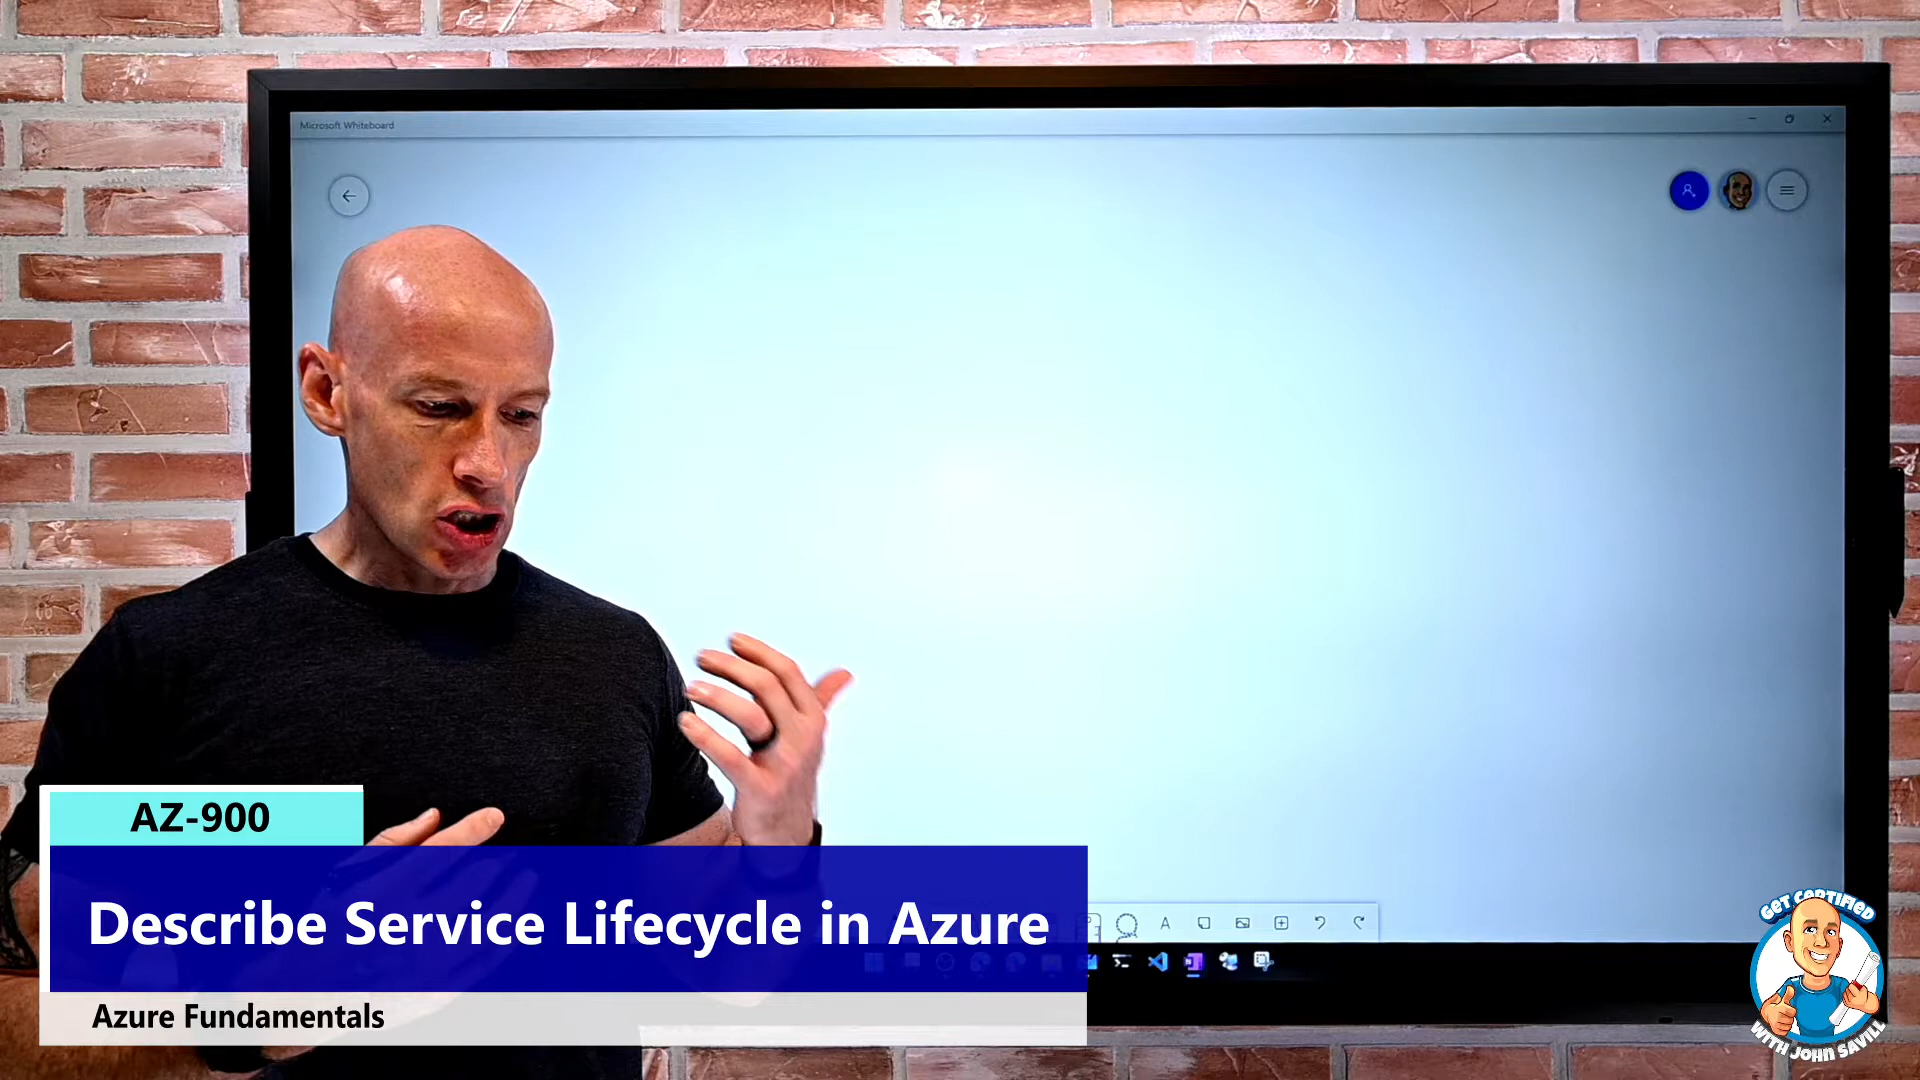 Microsoft Whiteboard
AZ-900
Describe Service Lifecycle in Azure
Azure Fundamentals
GET CERTIFIED
WITH JOHN SAVILL